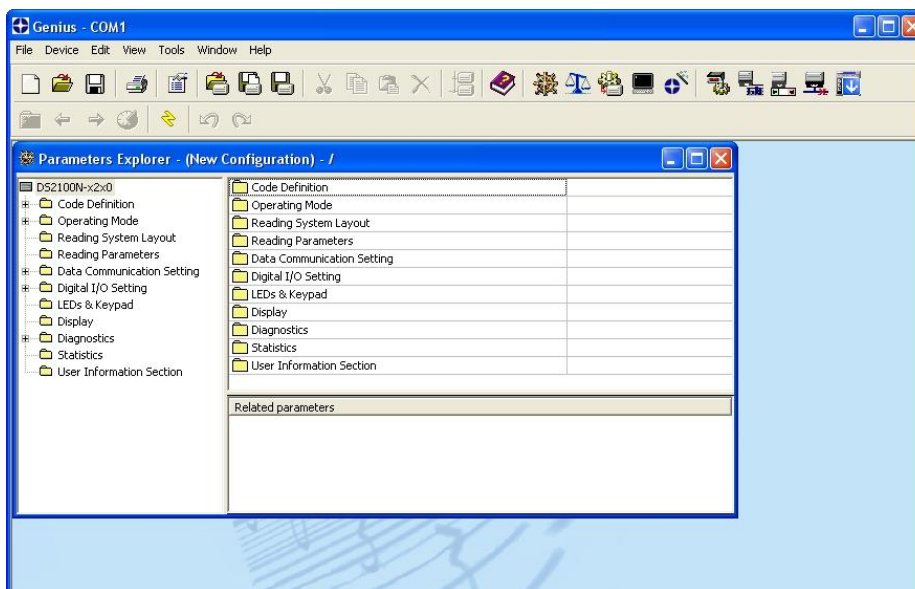 Genius - COM1
File Device Edit View Tools Window Help
Parameters Explorer - (New Configuration) - /
DS2100N-x2x0
Code Definition
Operating Mode
Reading System Layout
Reading Parameters
Data Communication Setting
Digital I/O Setting
LEDs & Keypad
Display
Diagnostics
Statistics
User Information Section
Code Definition
Operating Mode
Reading System Layout
Reading Parameters
Data Communication Setting
Digital I/O Setting
LEDs & Keypad
Display
Diagnostics
Statistics
User Information Section
Related parameters